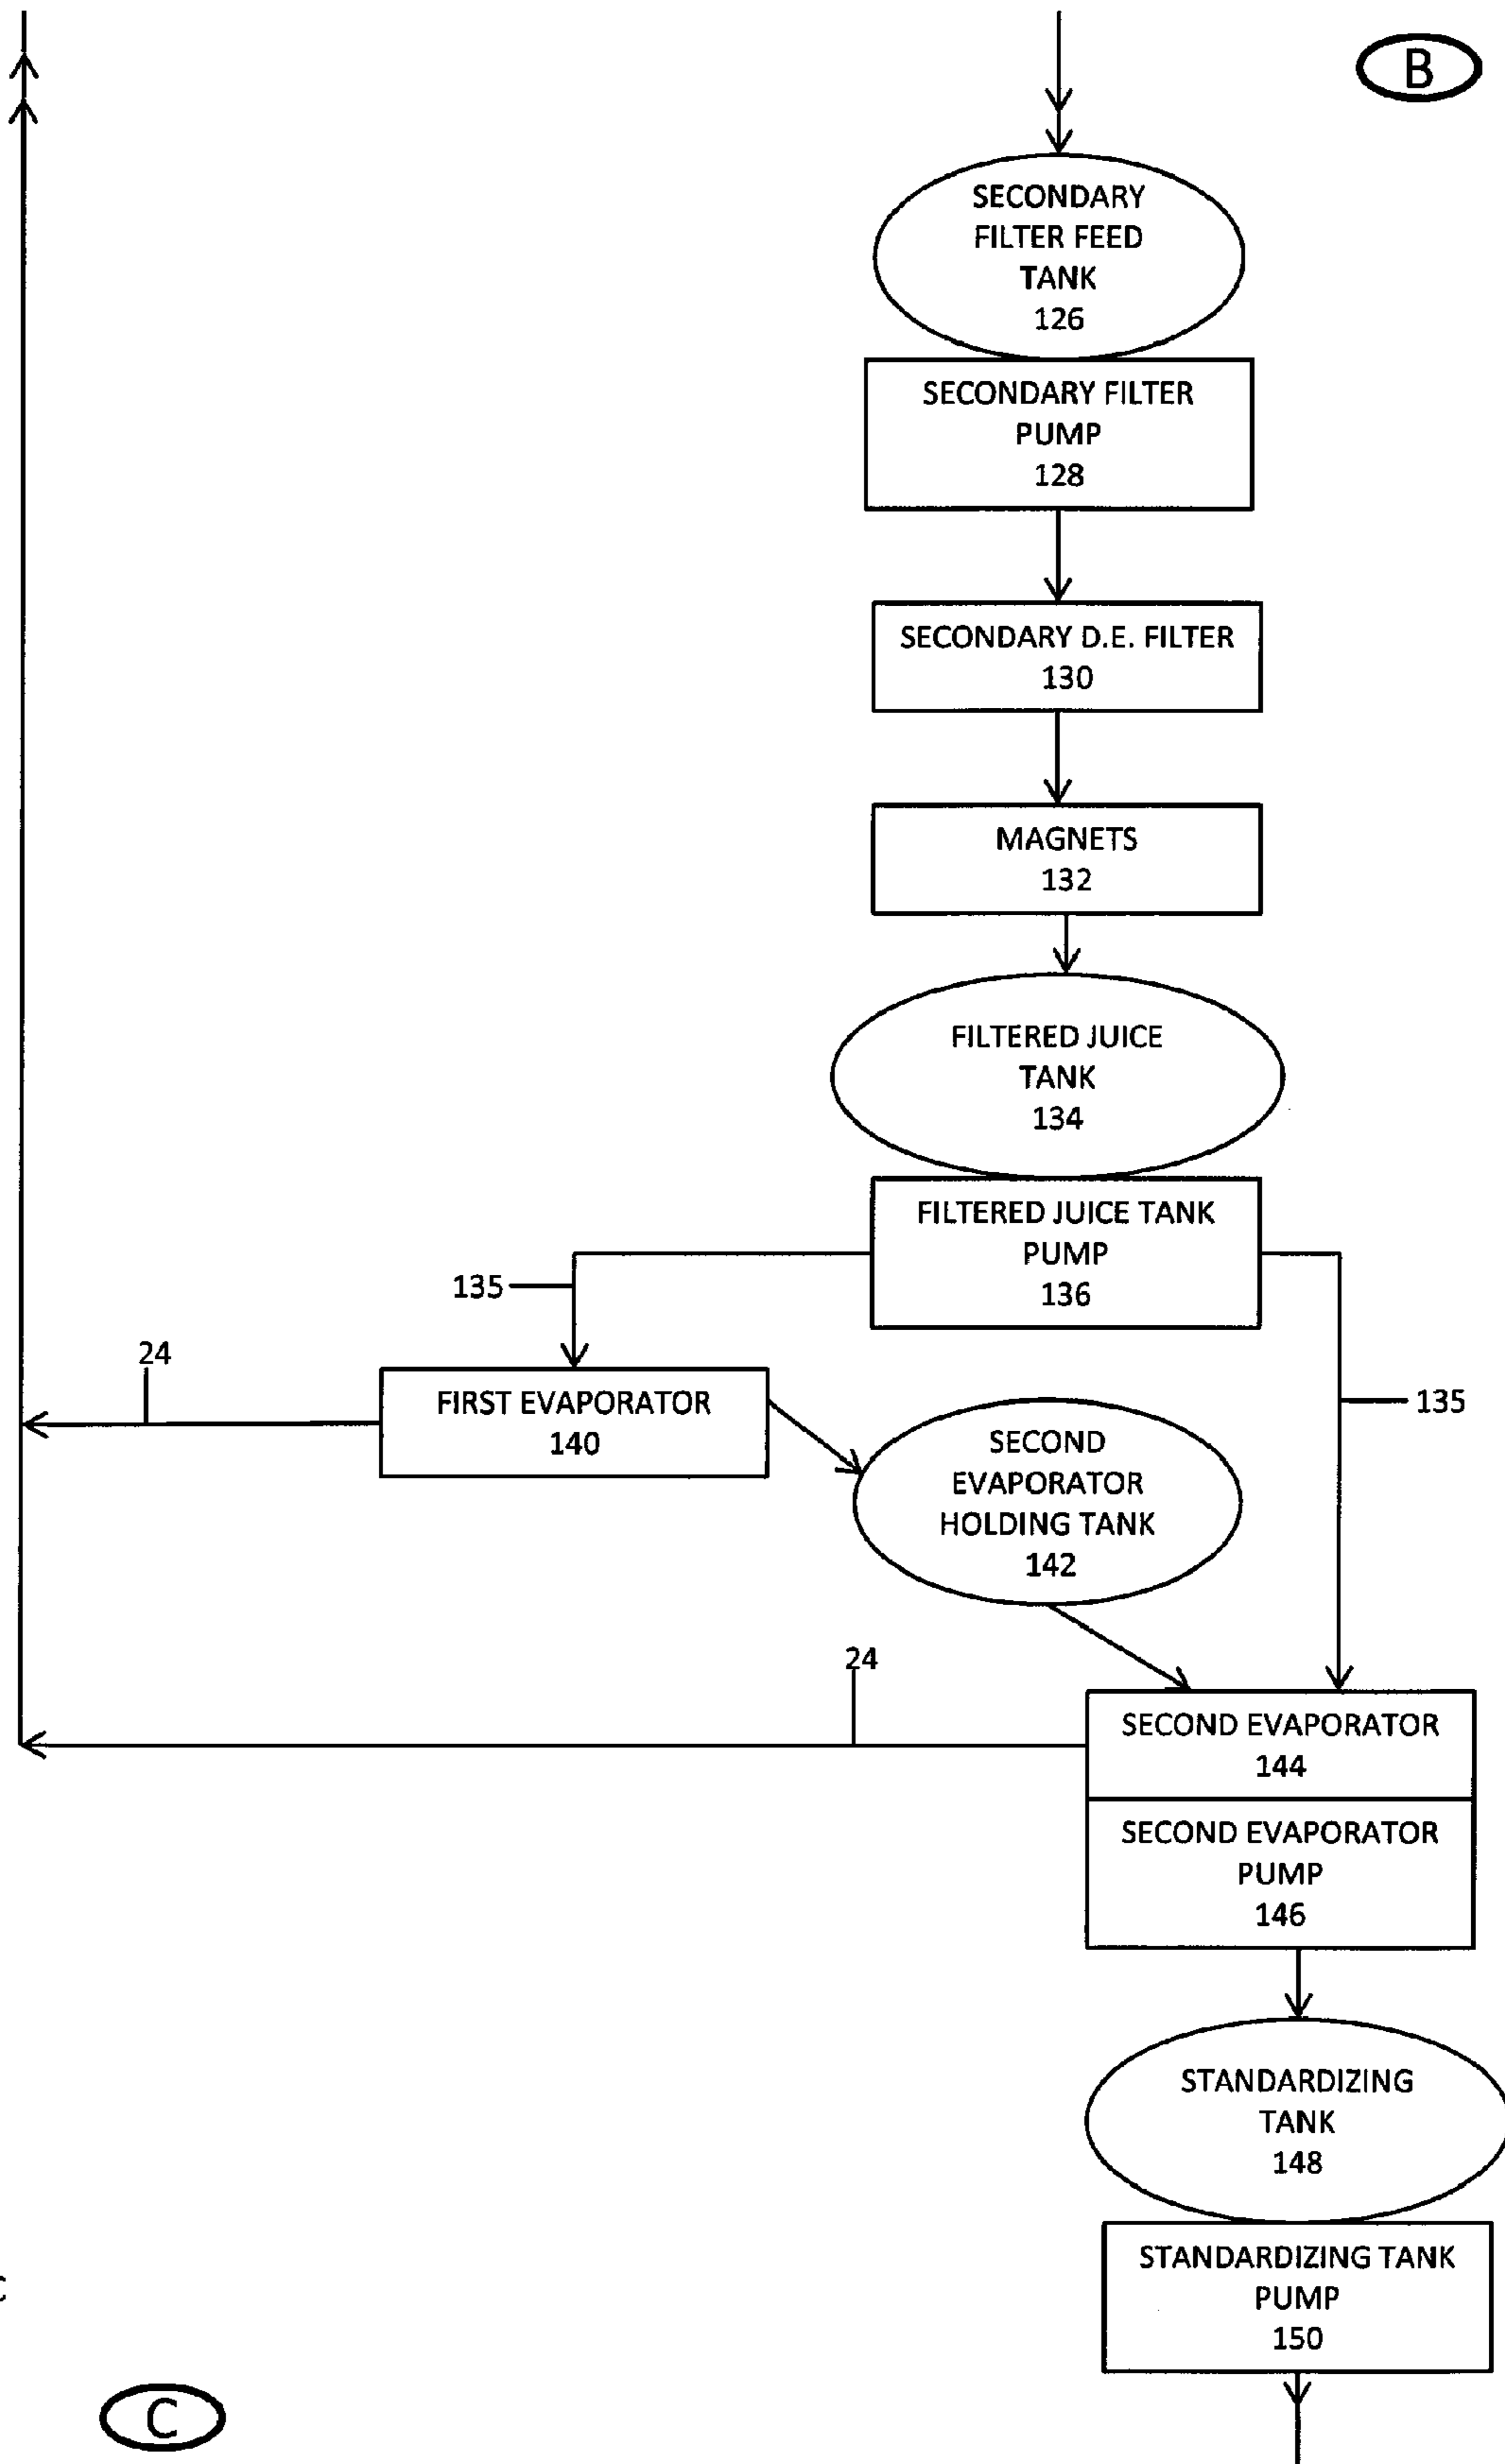 B
SECONDARY
FILTER FEED
TANK
126
SECONDARY FILTER
PUMP
128
SECONDARY D.E. FILTER
130
MAGNETS
132
FILTERED JUICE
TANK
134
FILTERED JUICE TANK
PUMP
136
135
24
FIRST EVAPORATOR
140
135
SECOND
EVAPORATOR
HOLDING TANK
142
24
SECOND EVAPORATOR
144
SECOND EVAPORATOR
PUMP
146
STANDARDIZING
TANK
148
STANDARDIZING TANK
PUMP
150
C